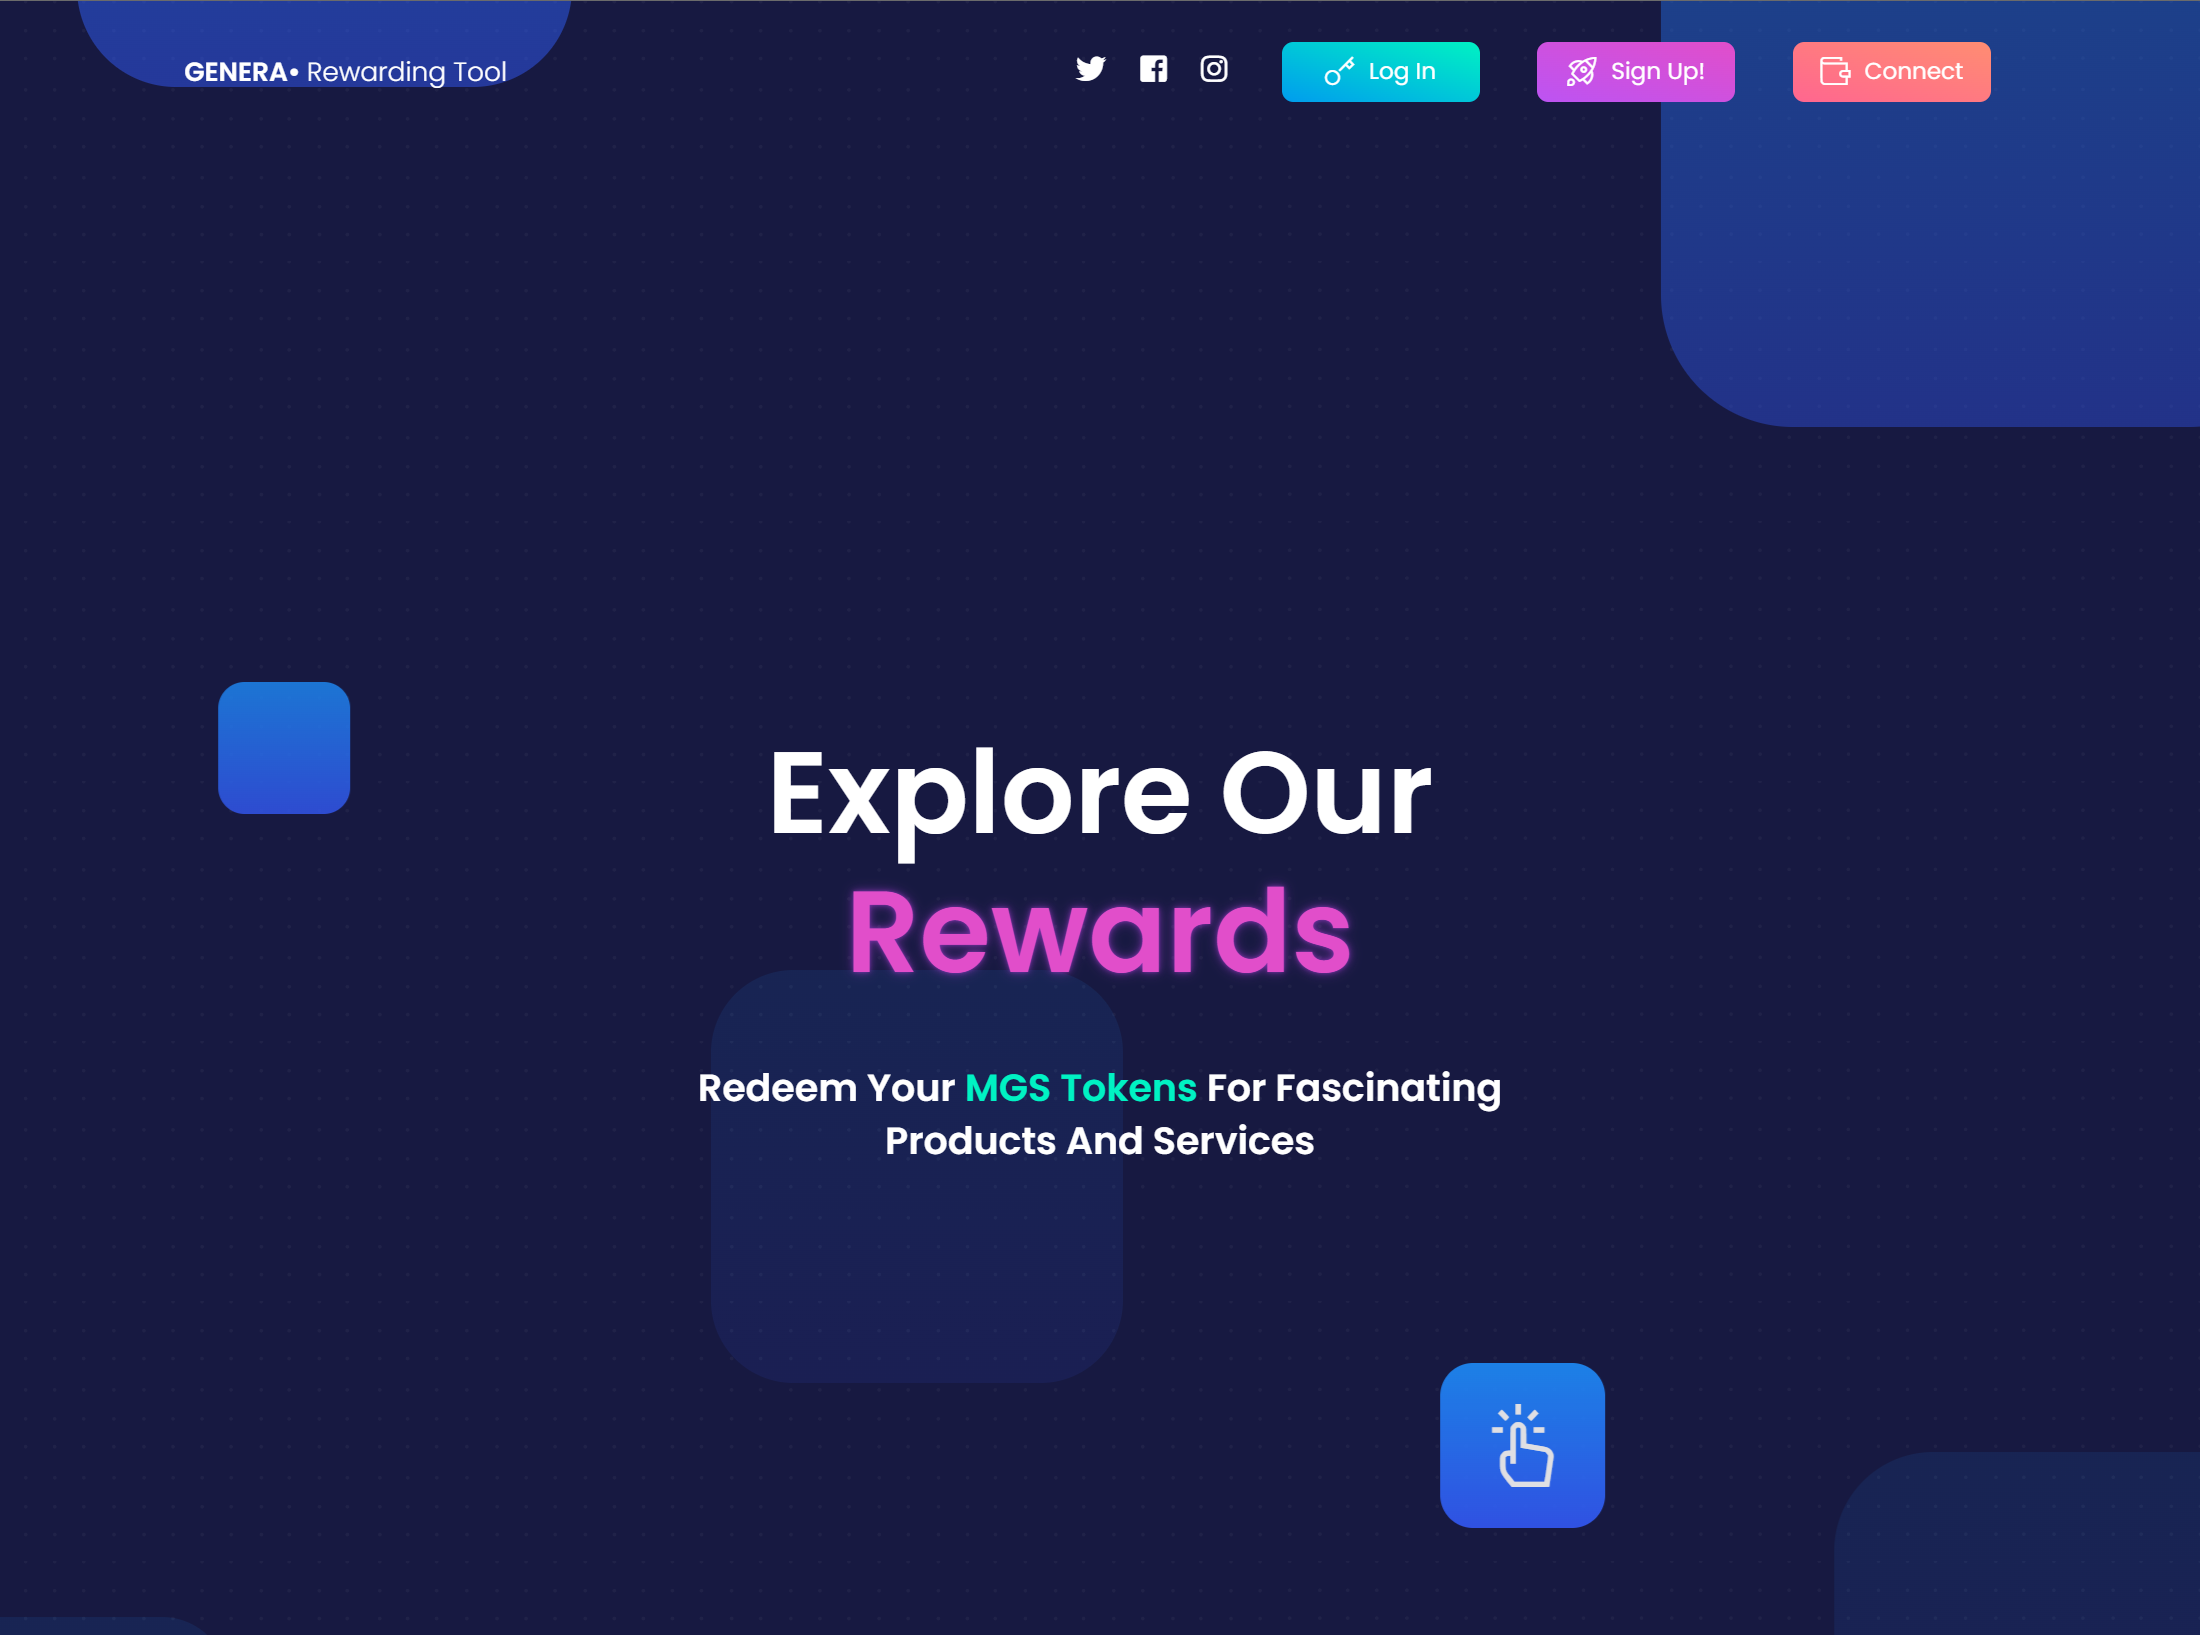 GENERA• Rewarding Tool
Log In
Sign Up!
Connect
Explore Our
Rewards
Redeem Your MGS Tokens For Fascinating
Products And Services